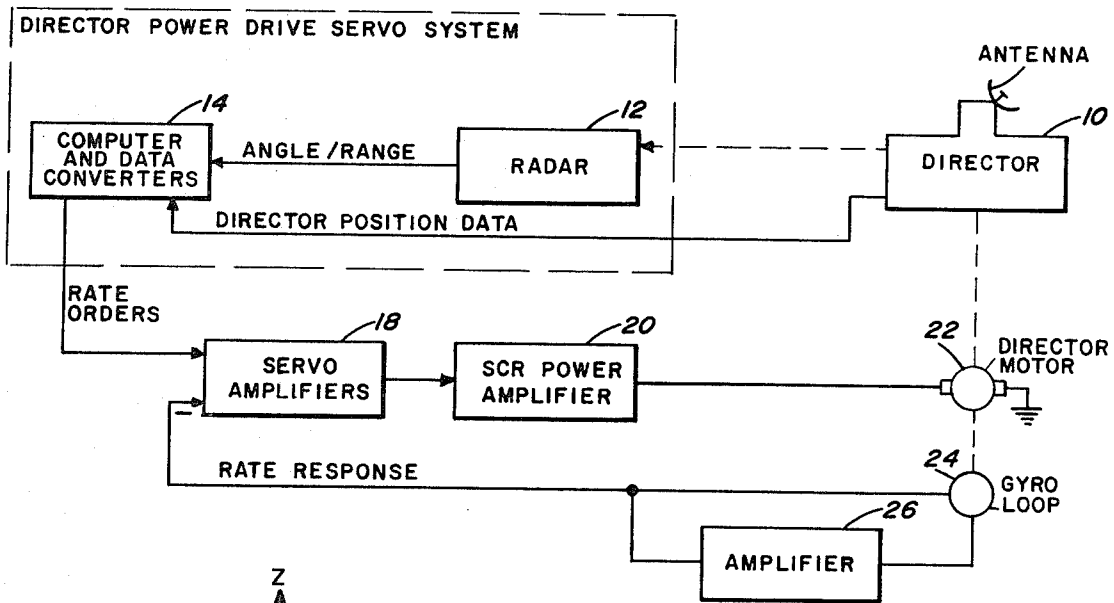 DIRECTOR POWER DRIVE SERVO SYSTEM
ANTENNA
14
12
10
COMPUTER
AND DATA
CONVERTERS
ANGLE/RANGE
RADAR
DIRECTOR
DIRECTOR POSITION DATA
RATE
ORDERS
18
20
22
SERVO
AMPLIFIERS
SCR POWER
AMPLIFIER
DIRECTOR
MOTOR
-
RATE RESPONSE
24
GYRO
LOOP
26
AMPLIFIER
Z